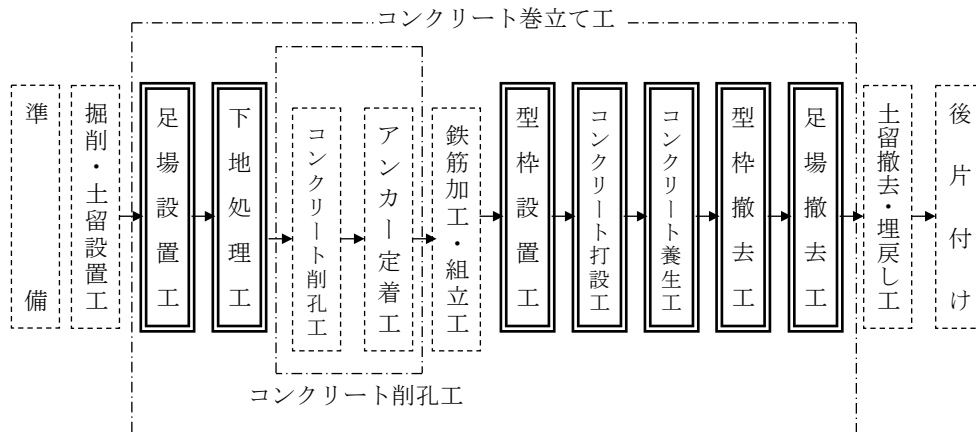 コンクリート巻立て工
準備
掘削・土留設置工
足場設置工
下地処理工
コンクリート削孔工
アンカー定着工
鉄筋加工・組立工
型枠設置工
コンクリート打設工
コンクリート養生工
型枠撤去工
足場撤去工
土留撤去・埋戻し工
後片付け
コンクリート削孔工